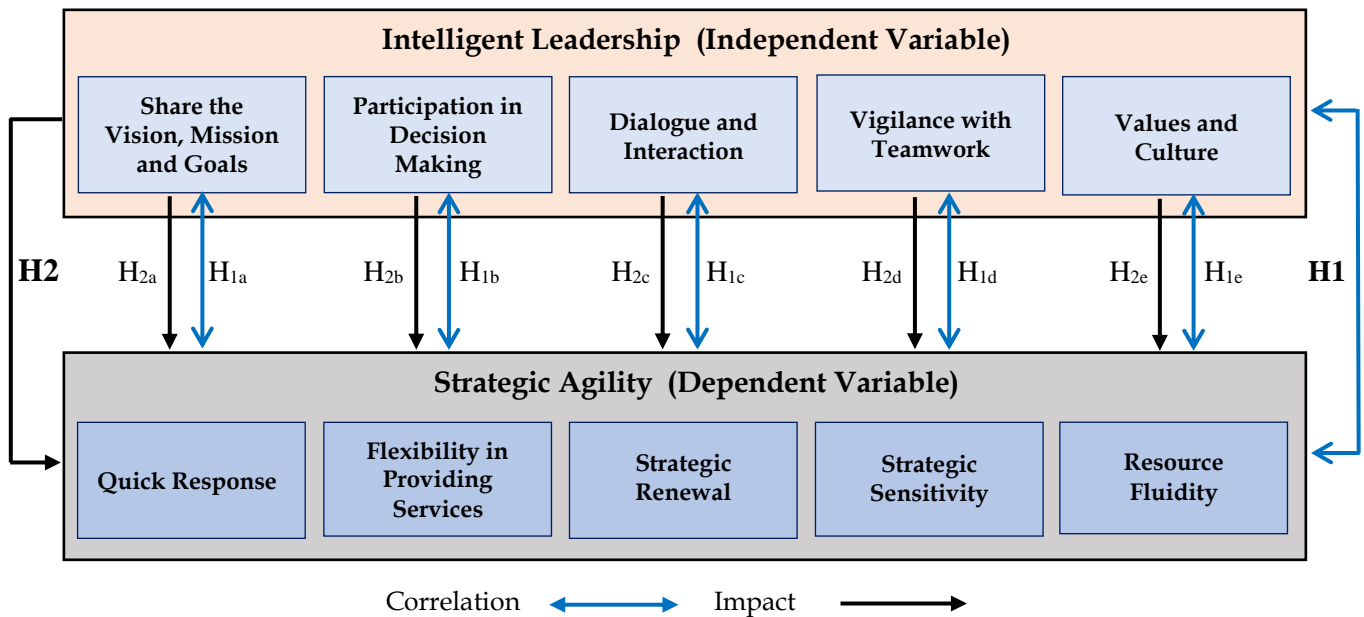 Intelligent Leadership (Independent Variable)
Share the
Vision, Mission
and Goals
Participation in
Decision
Making
Dialogue and
Interaction
Vigilance with
Teamwork
Values and
Culture
H2
H2a
H1a
H2b
H1b
H2c
H1c
H2d
H1d
H2e
H1e
H1
Strategic Agility (Dependent Variable)
Quick Response
Flexibility in
Providing
Services
Strategic
Renewal
Strategic
Sensitivity
Resource
Fluidity
Correlation
Impact